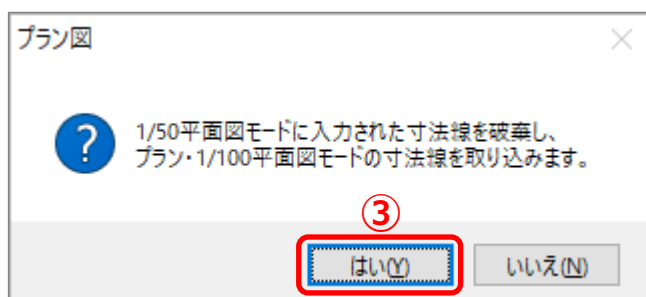 プラン図
1/50平面図モードに入力された寸法線を破棄し、
プラン・1/100平面図モードの寸法線を取り込みます。
③
はい(Y)
いいえ(N)